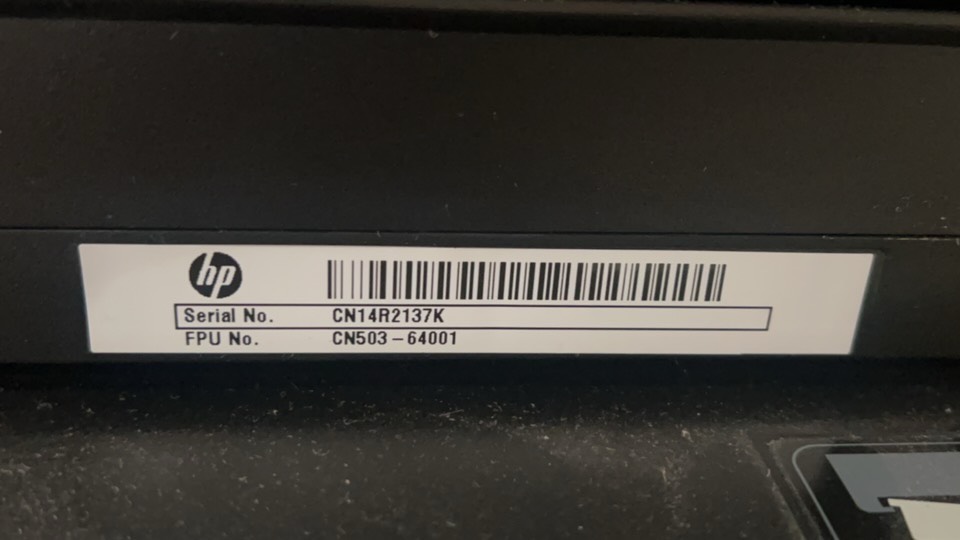 hp
Serial No. CN14R2137K
FPU No. CN503-64001